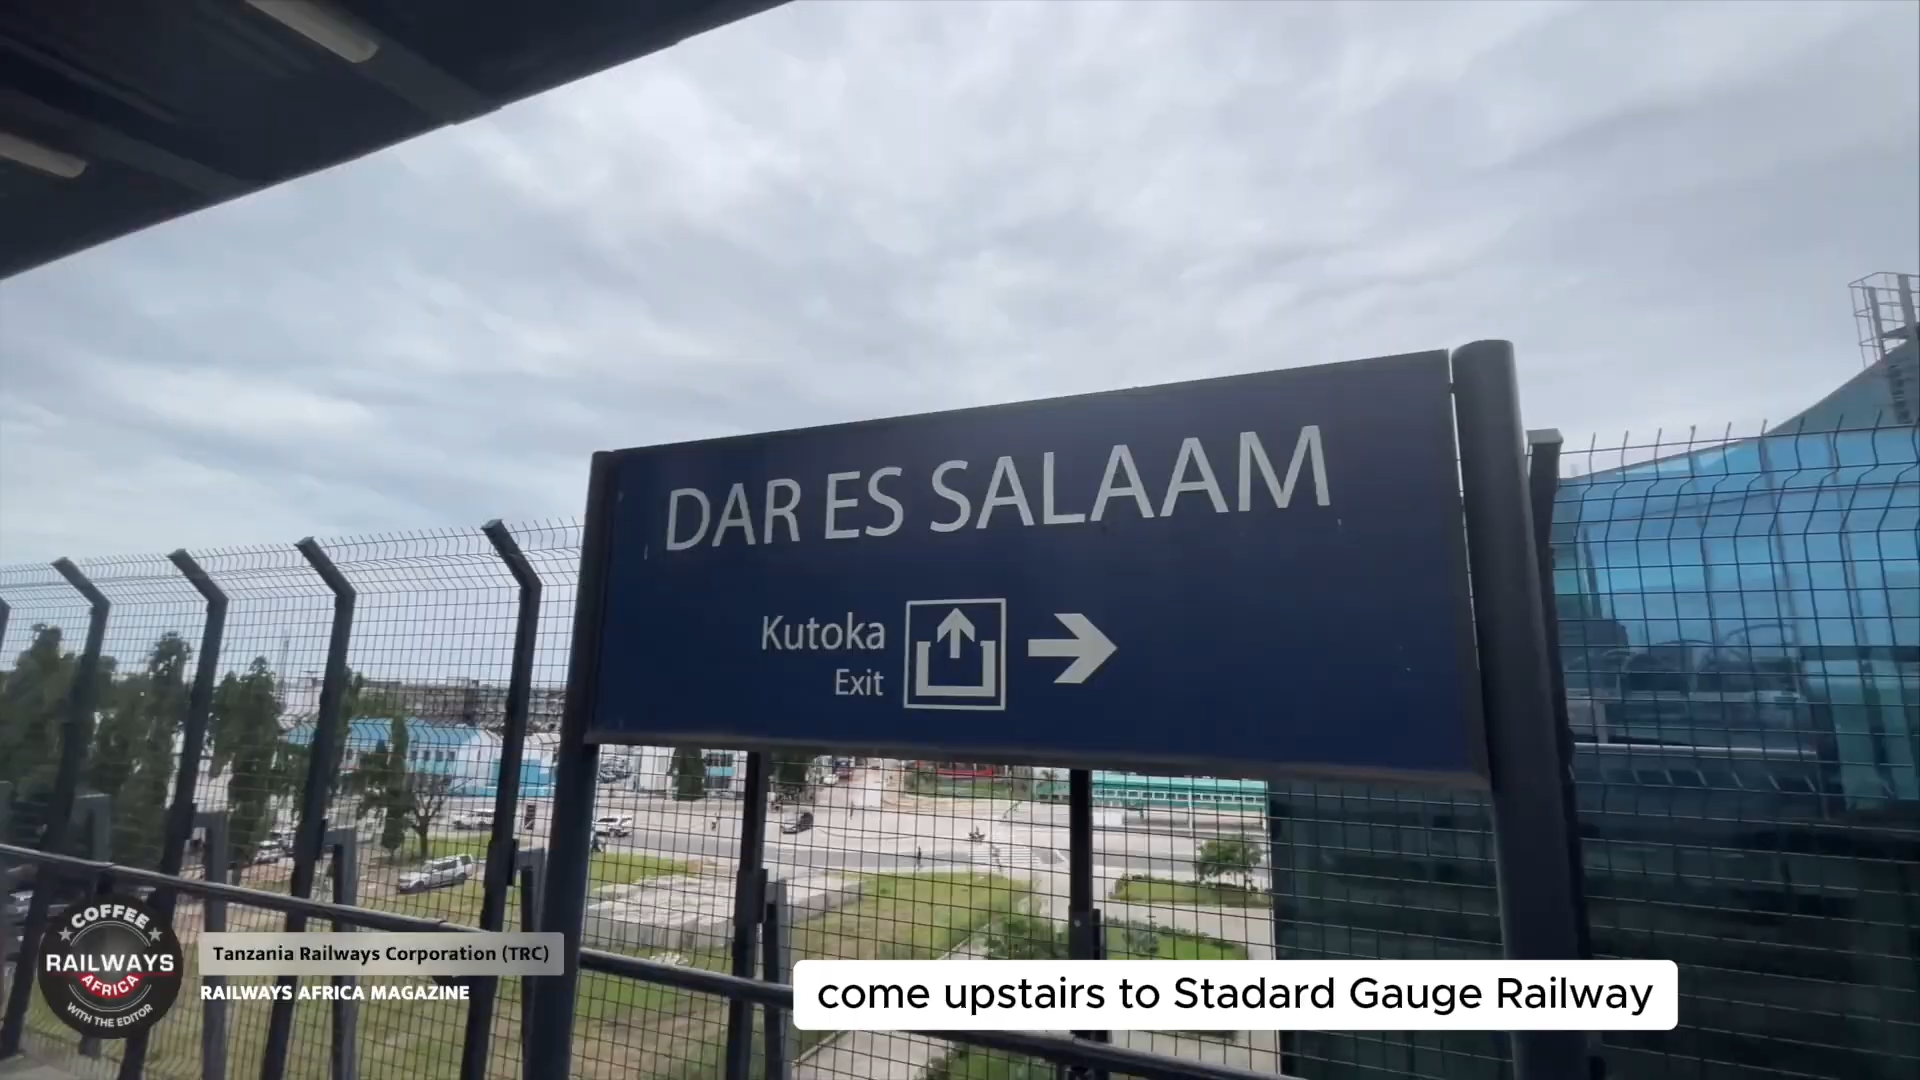 DAR ES SALAAM
Kutoka
Exit
COFFEE
RAILWAYS
AFRICA
WITH THE EDITOR
Tanzania Railways Corporation (TRC)
RAILWAYS AFRICA MAGAZINE
come upstairs to Stadard Gauge Railway